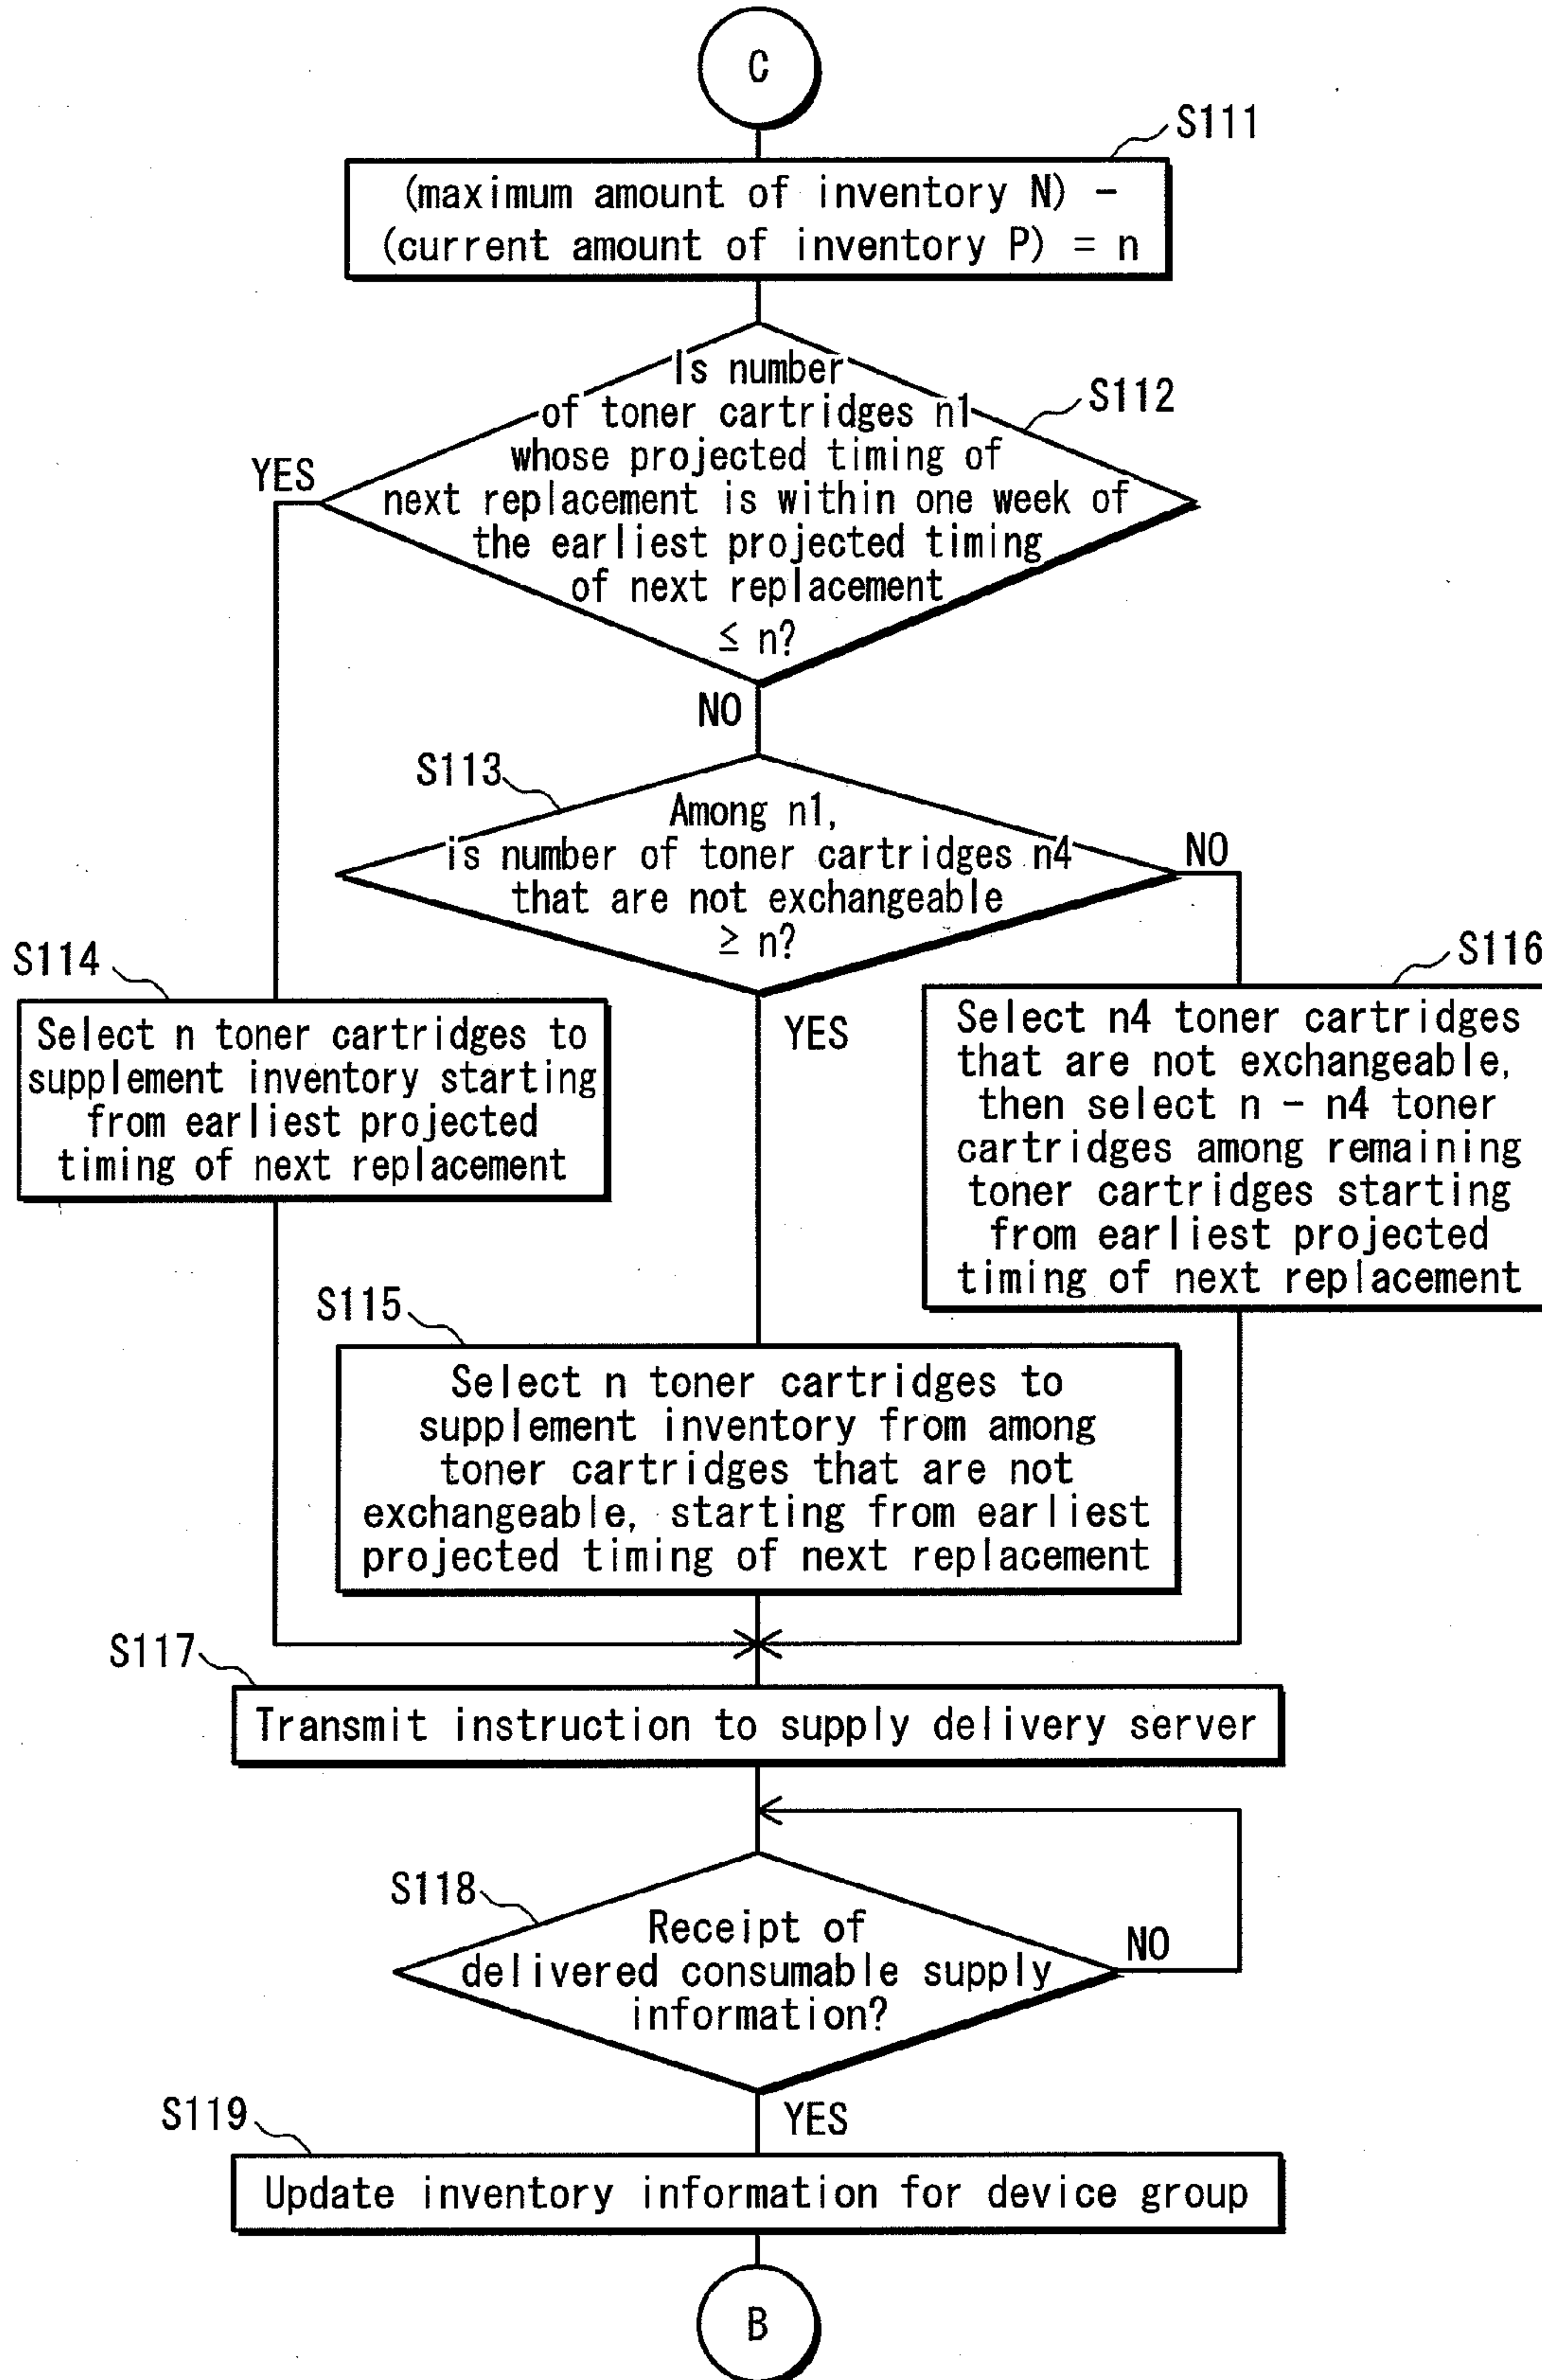 C
S111
(maximum amount of inventory N) -
(current amount of inventory P) = n
Is number
of toner cartridges n1
whose projected timing of
next replacement is within one week of
the earliest projected timing
of next replacement
≤ n?
S112
YES
NO
S113
Among n1,
is number of toner cartridges n4
that are not exchangeable
≥ n?
NO
YES
S114
Select n toner cartridges to
supplement inventory starting
from earliest projected
timing of next replacement
S116
Select n4 toner cartridges
that are not exchangeable,
then select n - n4 toner
cartridges among remaining
toner cartridges starting
from earliest projected
timing of next replacement
S115
Select n toner cartridges to
supplement inventory from among
toner cartridges that are not
exchangeable, starting from earliest
projected timing of next replacement
S117
Transmit instruction to supply delivery server
S118
Receipt of
delivered consumable supply
information?
NO
YES
S119
Update inventory information for device group
B